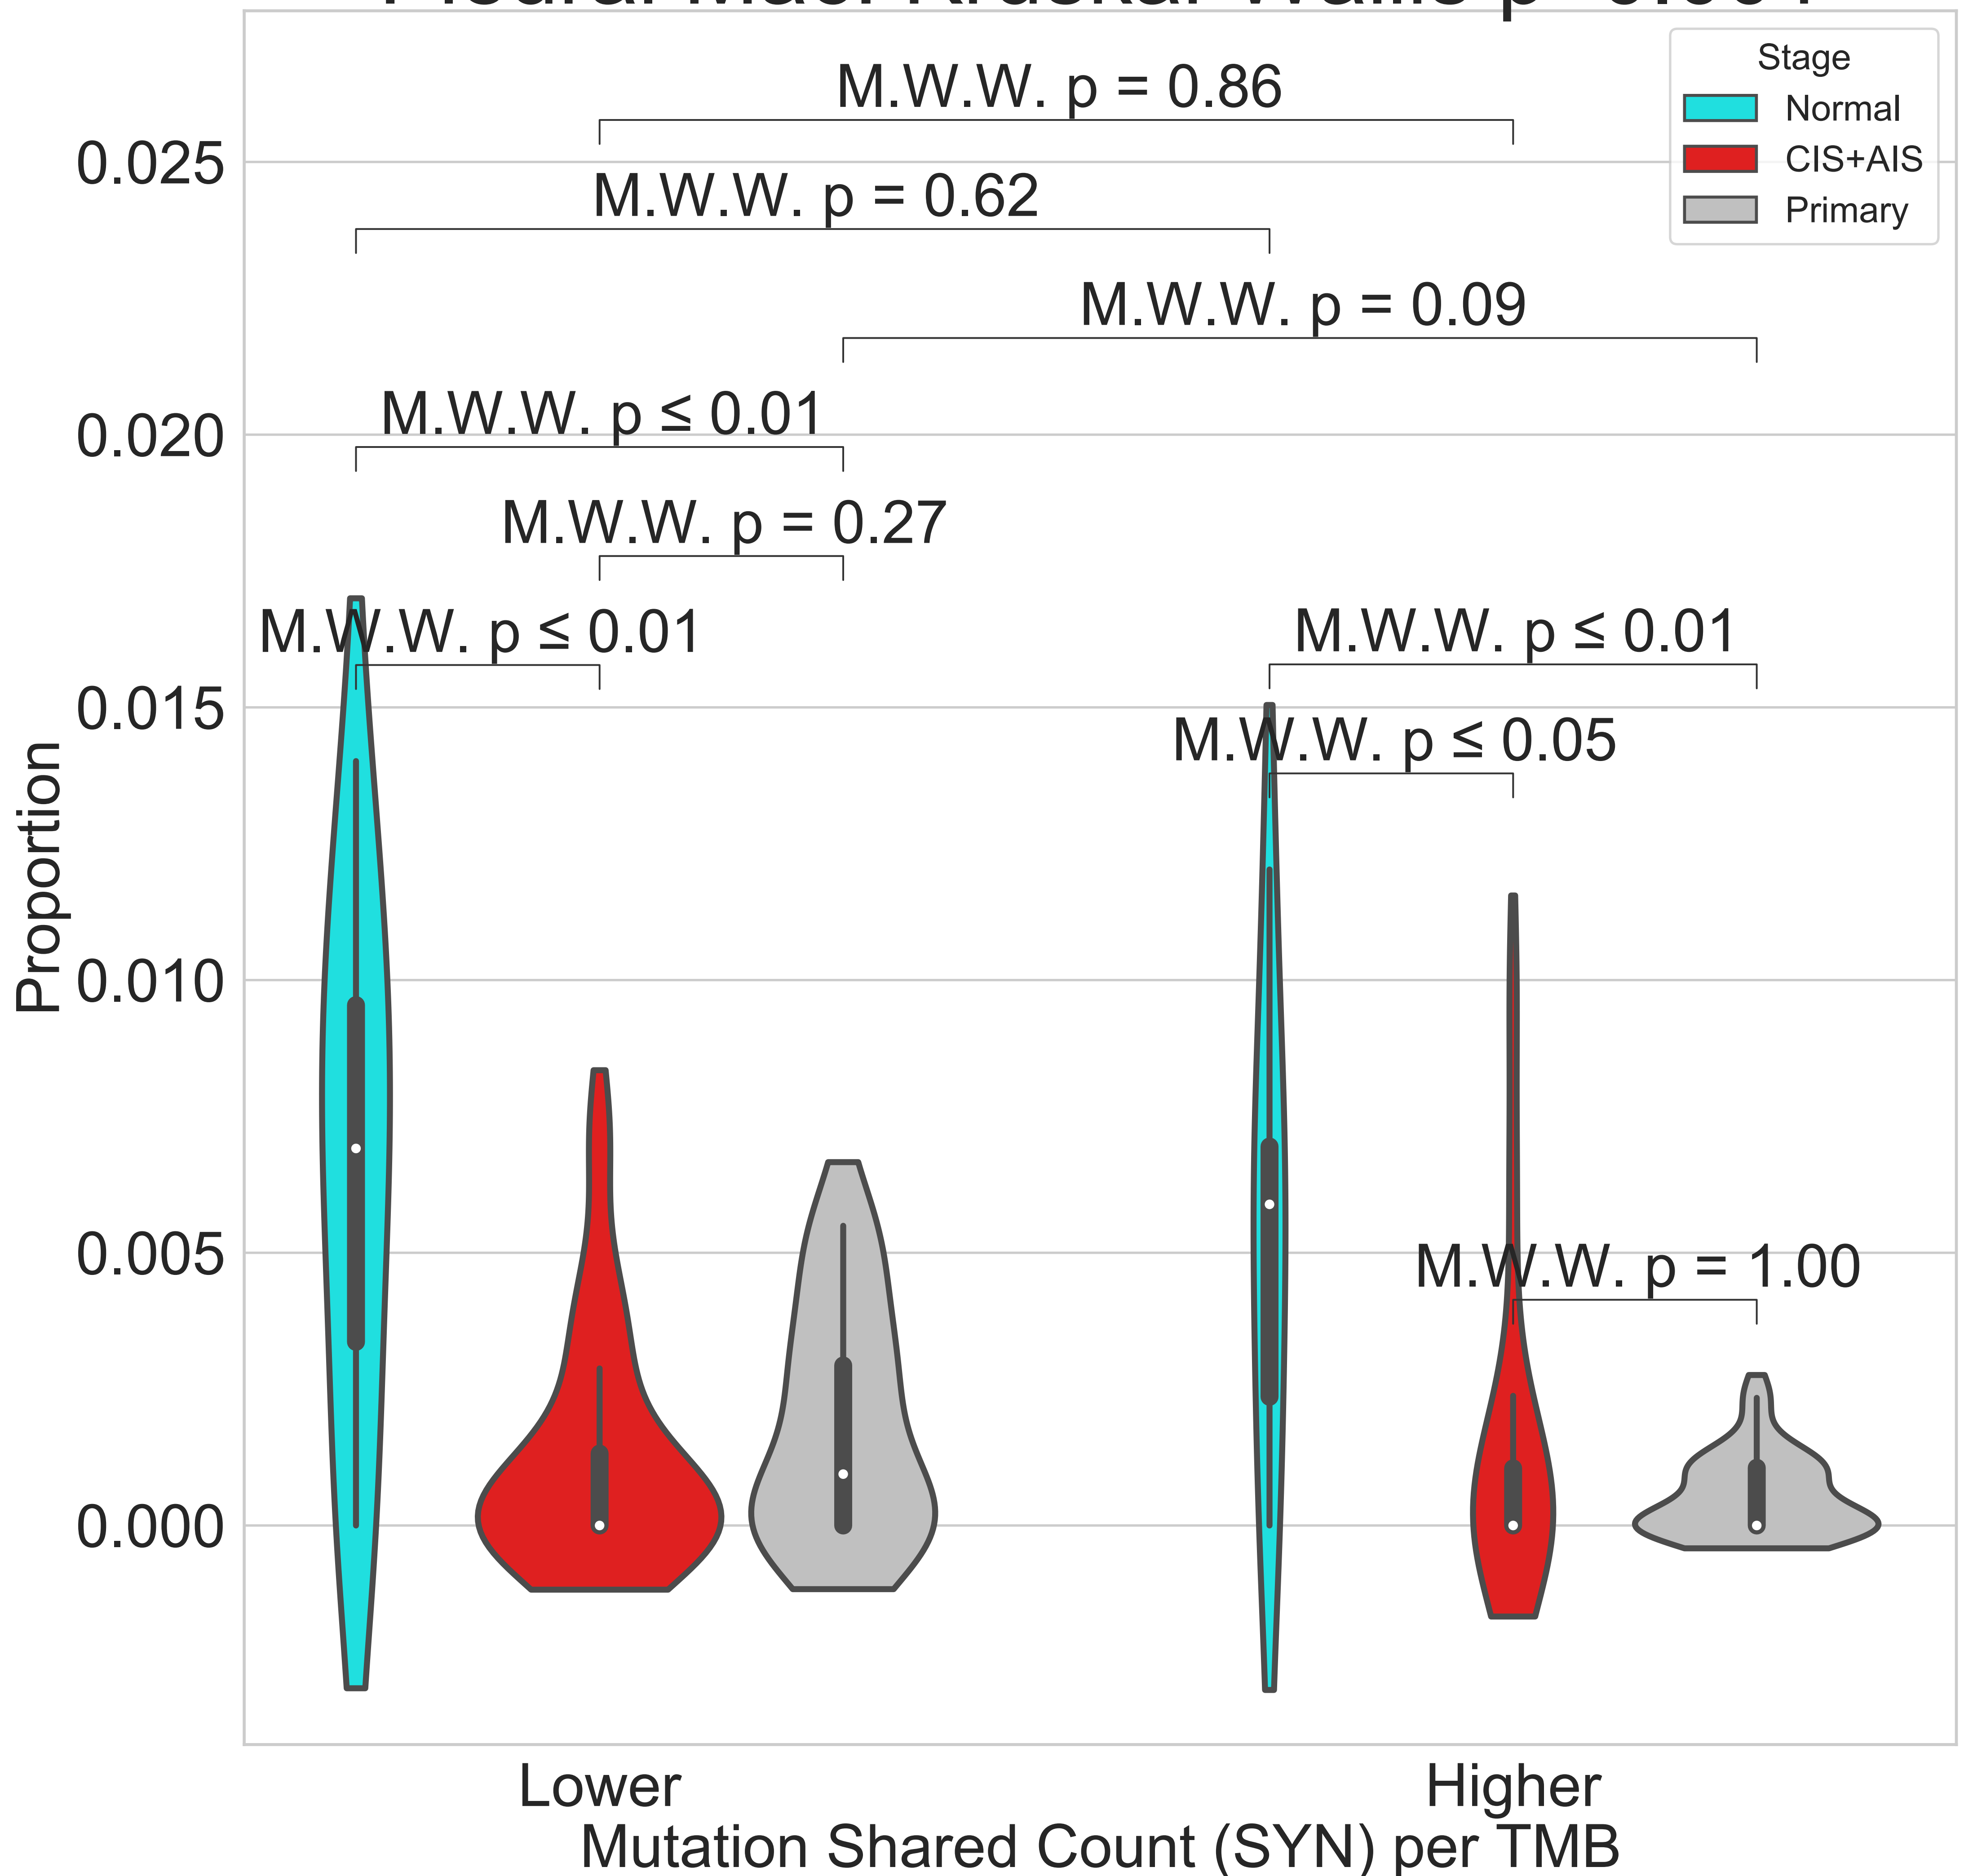 Stage
Normal
CIS+AIS
Primary
M.W.W. p = 0.86
M.W.W. p = 0.62
M.W.W. p = 0.09
M.W.W. p ≤ 0.01
M.W.W. p = 0.27
M.W.W. p ≤ 0.01
M.W.W. p ≤ 0.01
M.W.W. p ≤ 0.05
M.W.W. p = 1.00
0.025
0.020
0.015
0.010
0.005
0.000
Proportion
Lower
Higher
Mutation Shared Count (SYN) per TMB